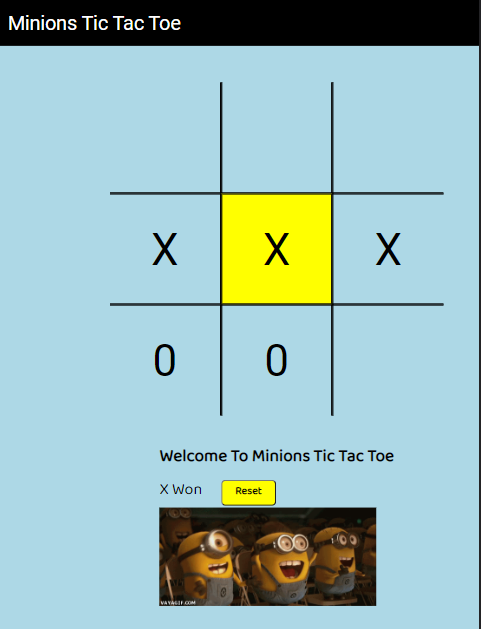 Minions Tic Tac Toe
X X X
0 0
Welcome To Minions Tic Tac Toe
X Won Reset
VAYAGIF.COM